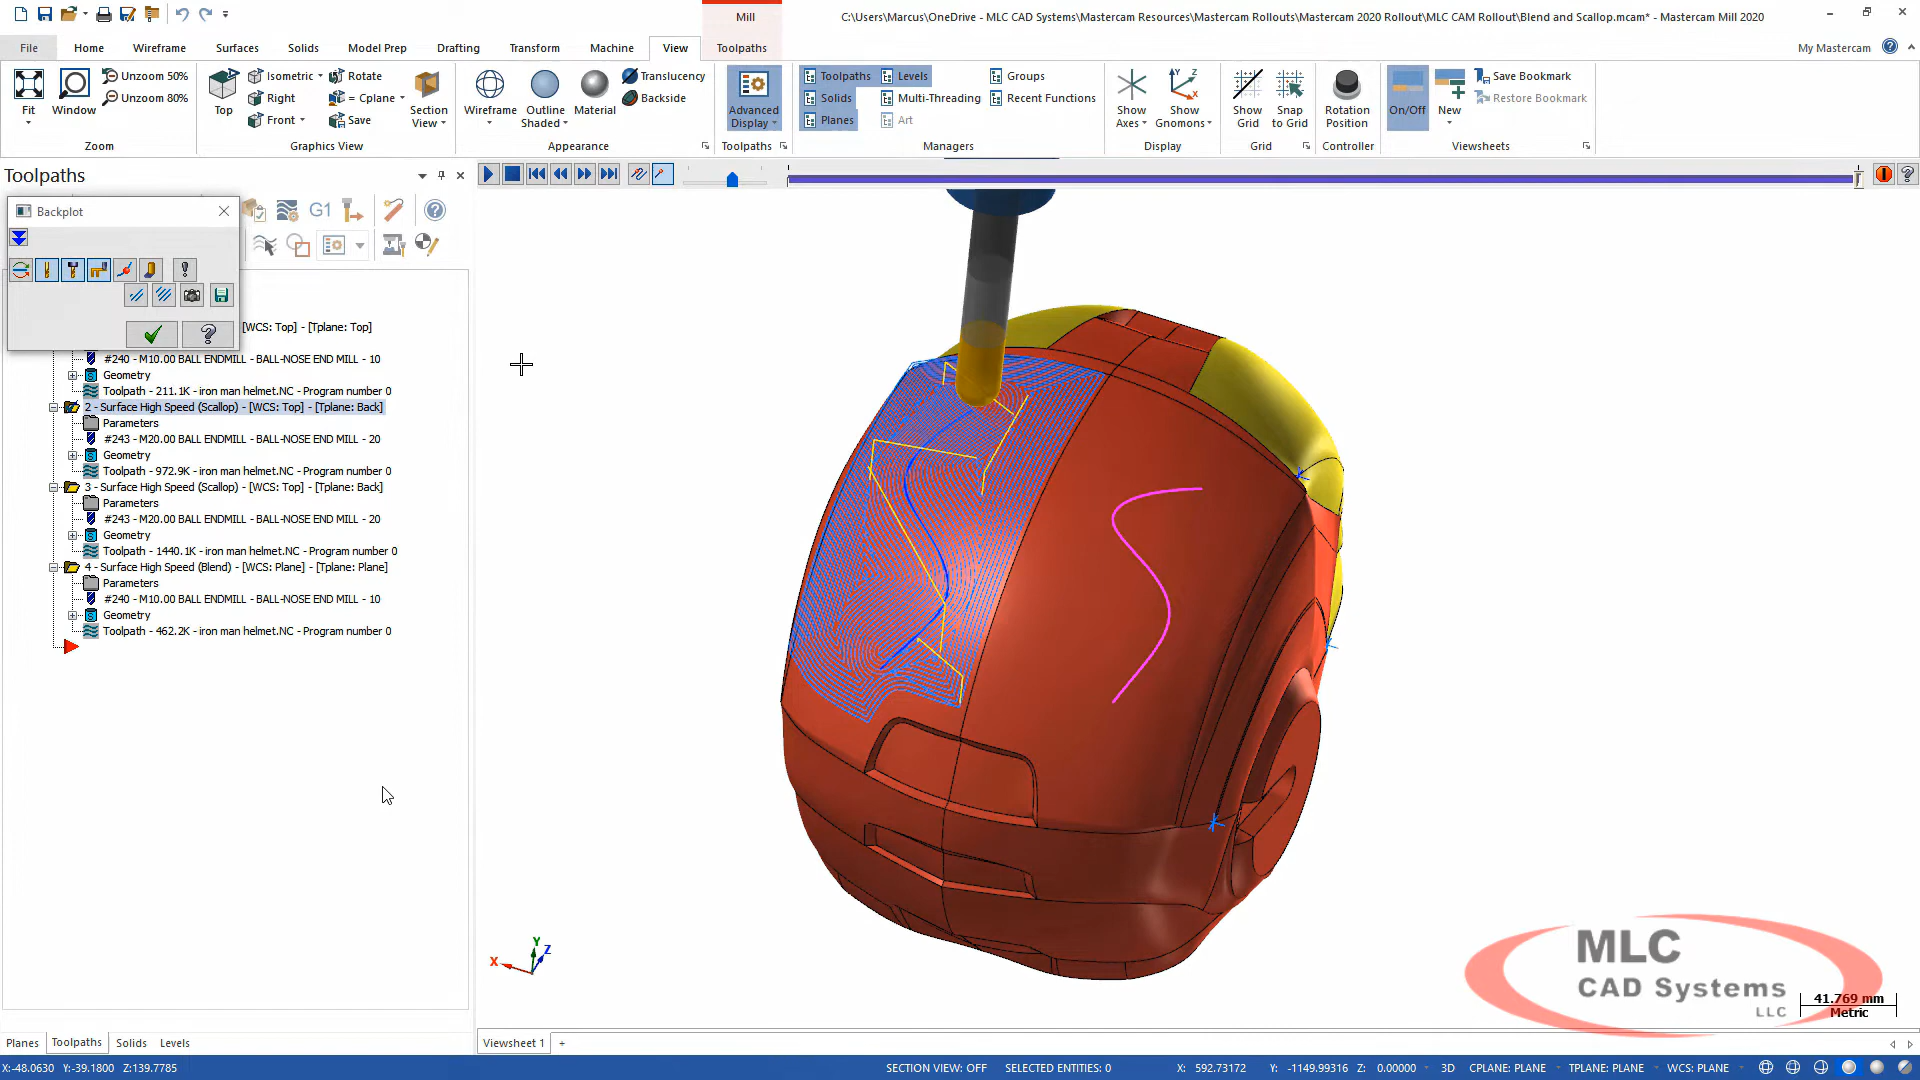 Mill
C:\Users\Marcus\OneDrive - MLC CAD Systems\Mastercam Resources\Mastercam Rollouts\Mastercam 2020 Rollout\MLC CAM Rollout\Blend and Scallop.mcam* - Mastercam Mill 2020
File Home Wireframe Surfaces Solids Model Prep Drafting Transform Machine View Toolpaths My Mastercam
Fit
Window
Unzoom 50%
Unzoom 80%
Zoom
Top
Isometric
Right
Front
Rotate
= Cplane
Save
Section View
Graphics View
Wireframe
Outline Shaded
Material
Translucency
Backside
Appearance
Advanced Display
Toolpaths
Toolpaths
Solids
Planes
Levels
Multi-Threading
Art
Groups
Recent Functions
Managers
Show Axes
Show Gnomons
Display
Show Grid
Snap to Grid
Grid
Rotation Position
Controller
On/Off
New
Save Bookmark
Restore Bookmark
Viewsheets
Toolpaths
Backplot
G1
[WCS: Top] - [Tplane: Top]
#240 - M10.00 BALL ENDMILL - BALL-NOSE END MILL - 10
Geometry
Toolpath - 211.1K - iron man helmet.NC - Program number 0
2 - Surface High Speed (Scallop) - [WCS: Top] - [Tplane: Back]
Parameters
#243 - M20.00 BALL ENDMILL - BALL-NOSE END MILL - 20
Geometry
Toolpath - 972.9K - iron man helmet.NC - Program number 0
3 - Surface High Speed (Scallop) - [WCS: Top] - [Tplane: Back]
Parameters
#243 - M20.00 BALL ENDMILL - BALL-NOSE END MILL - 20
Geometry
Toolpath - 1440.1K - iron man helmet.NC - Program number 0
4 - Surface High Speed (Blend) - [WCS: Plane] - [Tplane: Plane]
Parameters
#240 - M10.00 BALL ENDMILL - BALL-NOSE END MILL - 10
Geometry
Toolpath - 462.2K - iron man helmet.NC - Program number 0
Y
Z
X
MLC
CAD Systems
LLC
41.769 mm
Metric
Planes Toolpaths Solids Levels
Viewsheet 1 +
X:-48.0630 Y:-39.1800 Z:139.7785 SECTION VIEW: OFF SELECTED ENTITIES: 0 X: 592.73172 Y: -1149.99316 Z: 0.00000 3D CPLANE: PLANE TPLANE: PLANE WCS: PLANE